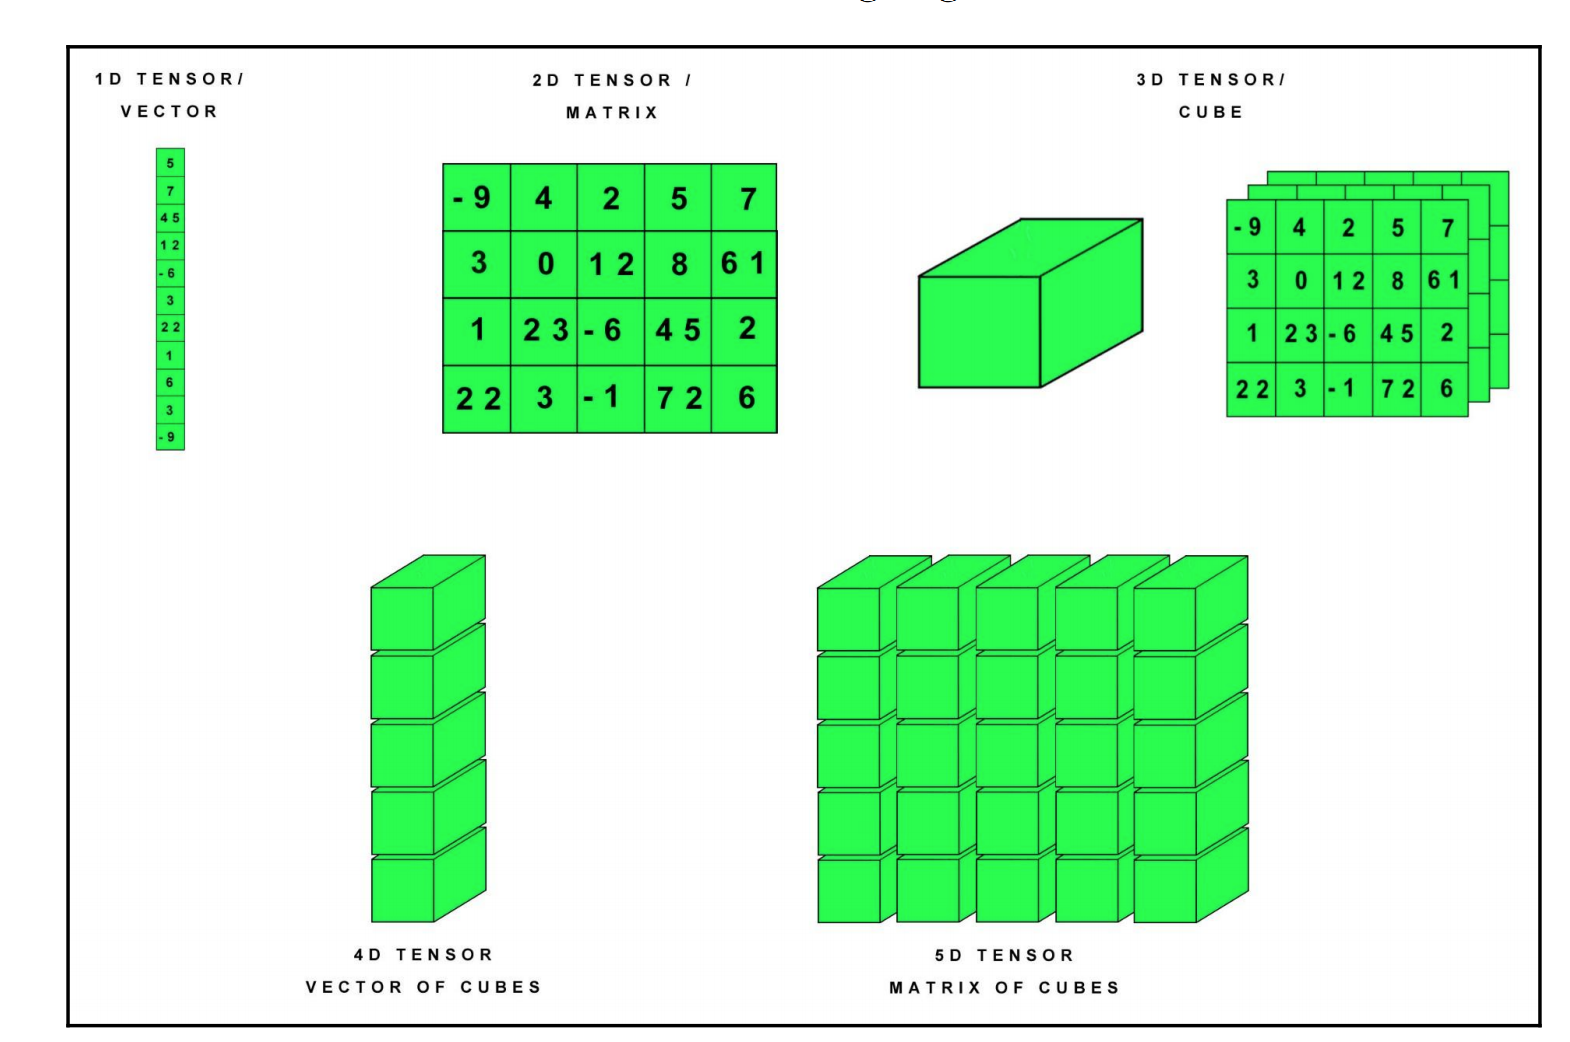 1D TENSOR/
VECTOR
5
7
45
12
-6
3
22
1
6
3
-9
2D TENSOR /
MATRIX
-9 4 2 5 7
3 0 12 8 61
1 23 -6 45 2
22 3 -1 72 6
3D TENSOR/
CUBE
-9 4 2 5 7
3 0 12 8 61
1 23 -6 45 2
22 3 -1 72 6
4D TENSOR
VECTOR OF CUBES
5D TENSOR
MATRIX OF CUBES